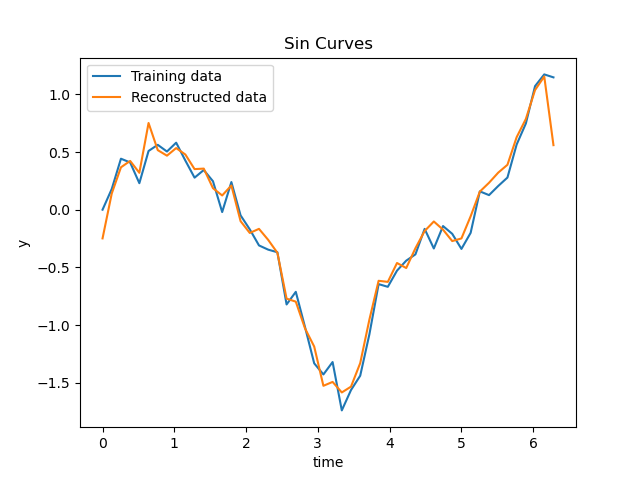 Sin Curves
Training data
Reconstructed data
1.0
0.5
0.0
−0.5
−1.0
−1.5
y
0 1 2 3 4 5 6
time